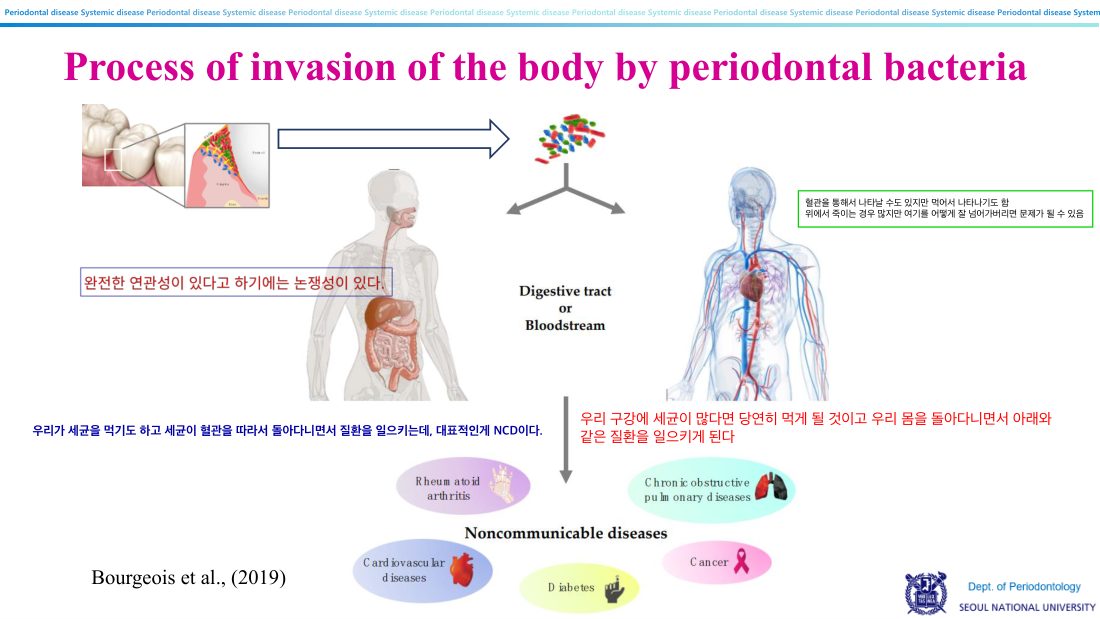 Periodontal disease Systemic disease Periodontal disease Systemic disease Periodontal disease Systemic disease Periodontal disease Systemic disease Periodontal disease Systemic disease Periodontal disease Systemic disease Periodontal disease Systemic disease Periodontal disease System
Process of invasion of the body by periodontal bacteria
혈관을 통해서 나타날 수도 있지만 먹어서 나타나기도 함
위에서 죽이는 경우 많지만 여기를 어떻게 잘 넘어가버리면 문제가 될 수 있음
완전한 연관성이 있다고 하기에는 논쟁성이 있다.
Digestive tract
or
Bloodstream
우리가 세균을 먹기도 하고 세균이 혈관을 따라서 돌아다니면서 질환을 일으키는데, 대표적인게 NCD이다.
우리 구강에 세균이 많다면 당연히 먹게 될 것이고 우리 몸을 돌아다니면서 아래와
같은 질환을 일으키게 된다
Rheumatoid
arthritis
Chronic obstructive
pulmonary diseases
Noncommunicable diseases
Cardiovascular
diseases
Diabetes
Cancer
Bourgeois et al., (2019)
Dept. of Periodontology
SEOUL NATIONAL UNIVERSITY